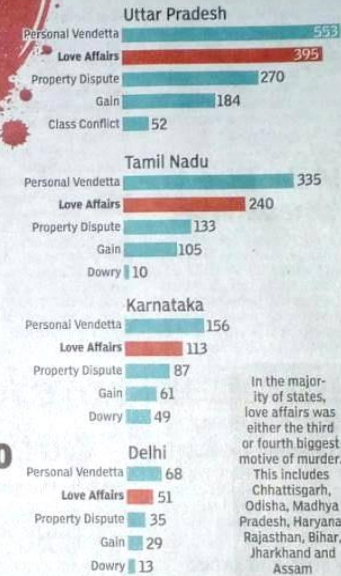 Uttar Pradesh
Personal Vendetta 553
Love Affairs 395
Property Dispute 270
Gain 184
Class Conflict 52
Tamil Nadu
Personal Vendetta 335
Love Affairs 240
Property Dispute 133
Gain 105
Dowry 10
Karnataka
Personal Vendetta 156
Love Affairs 113
Property Dispute 87
Gain 61
Dowry 49
Delhi
Personal Vendetta 68
Love Affairs 51
Property Dispute 35
Gain 29
Dowry 13
In the major-
ity of states,
love affairs was
either the third
or fourth biggest
motive of murder.
This includes
Chhattisgarh,
Odisha, Madhya
Pradesh, Haryana
Rajasthan, Bihar,
Jharkhand and
Assam